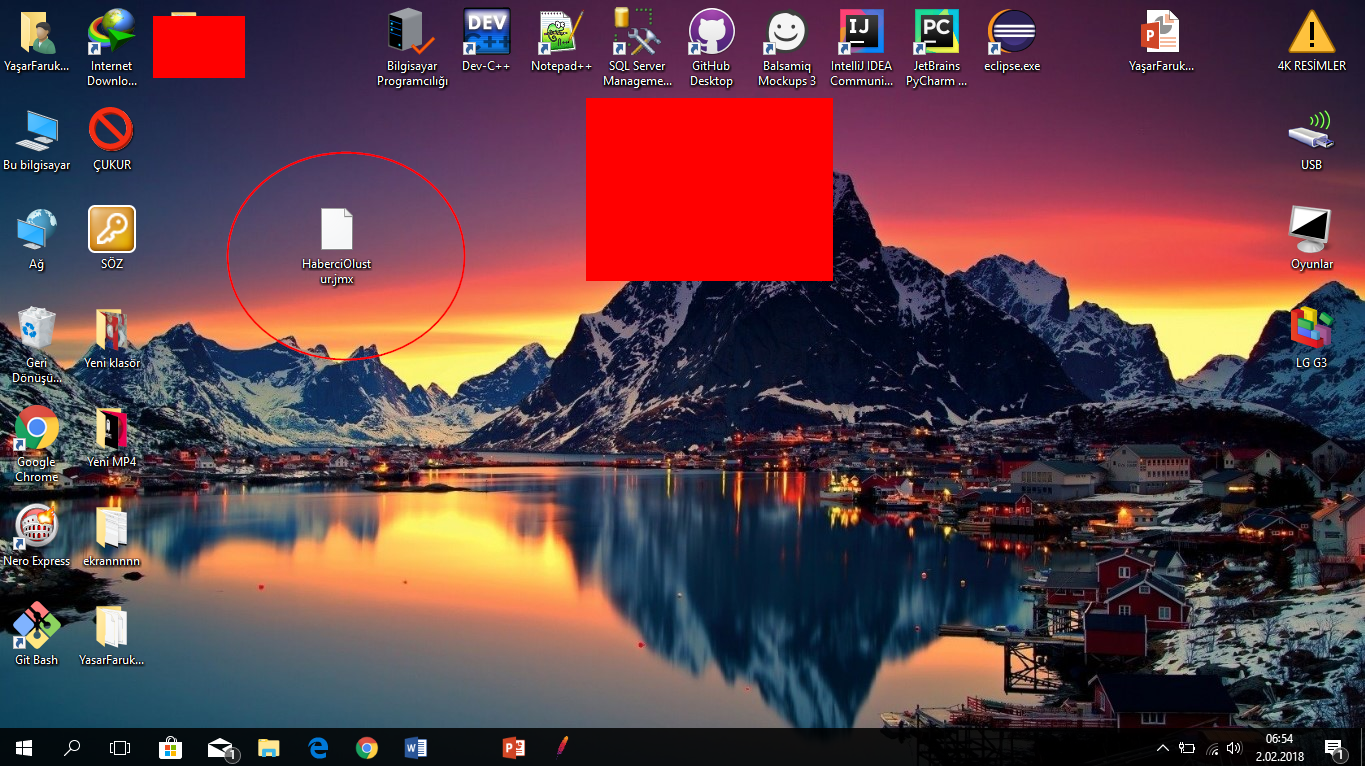 YaşarFaruk...
Internet
Downlo...
Bilgisayar
Programcılığı
DEV
C++
Dev-C++
Notepad++
SQL Server
Manageme...
GitHub
Desktop
Balsamiq
Mockups 3
IJ
IntelliJ IDEA
Communi...
PC
JetBrains
PyCharm ...
eclipse.exe
P
YaşarFaruk...
4K RESİMLER
Bu bilgisayar
ÇUKUR
USB
Ağ
SÖZ
HaberciOlust
ur.jmx
Oyunlar
Geri
Dönüşü...
Yeni klasör
LG G3
Google
Chrome
Yeni MP4
Nero Express
ekrannnnn
Git Bash
YasarFaruk...
1
W
P
06:54
2.02.2018
1